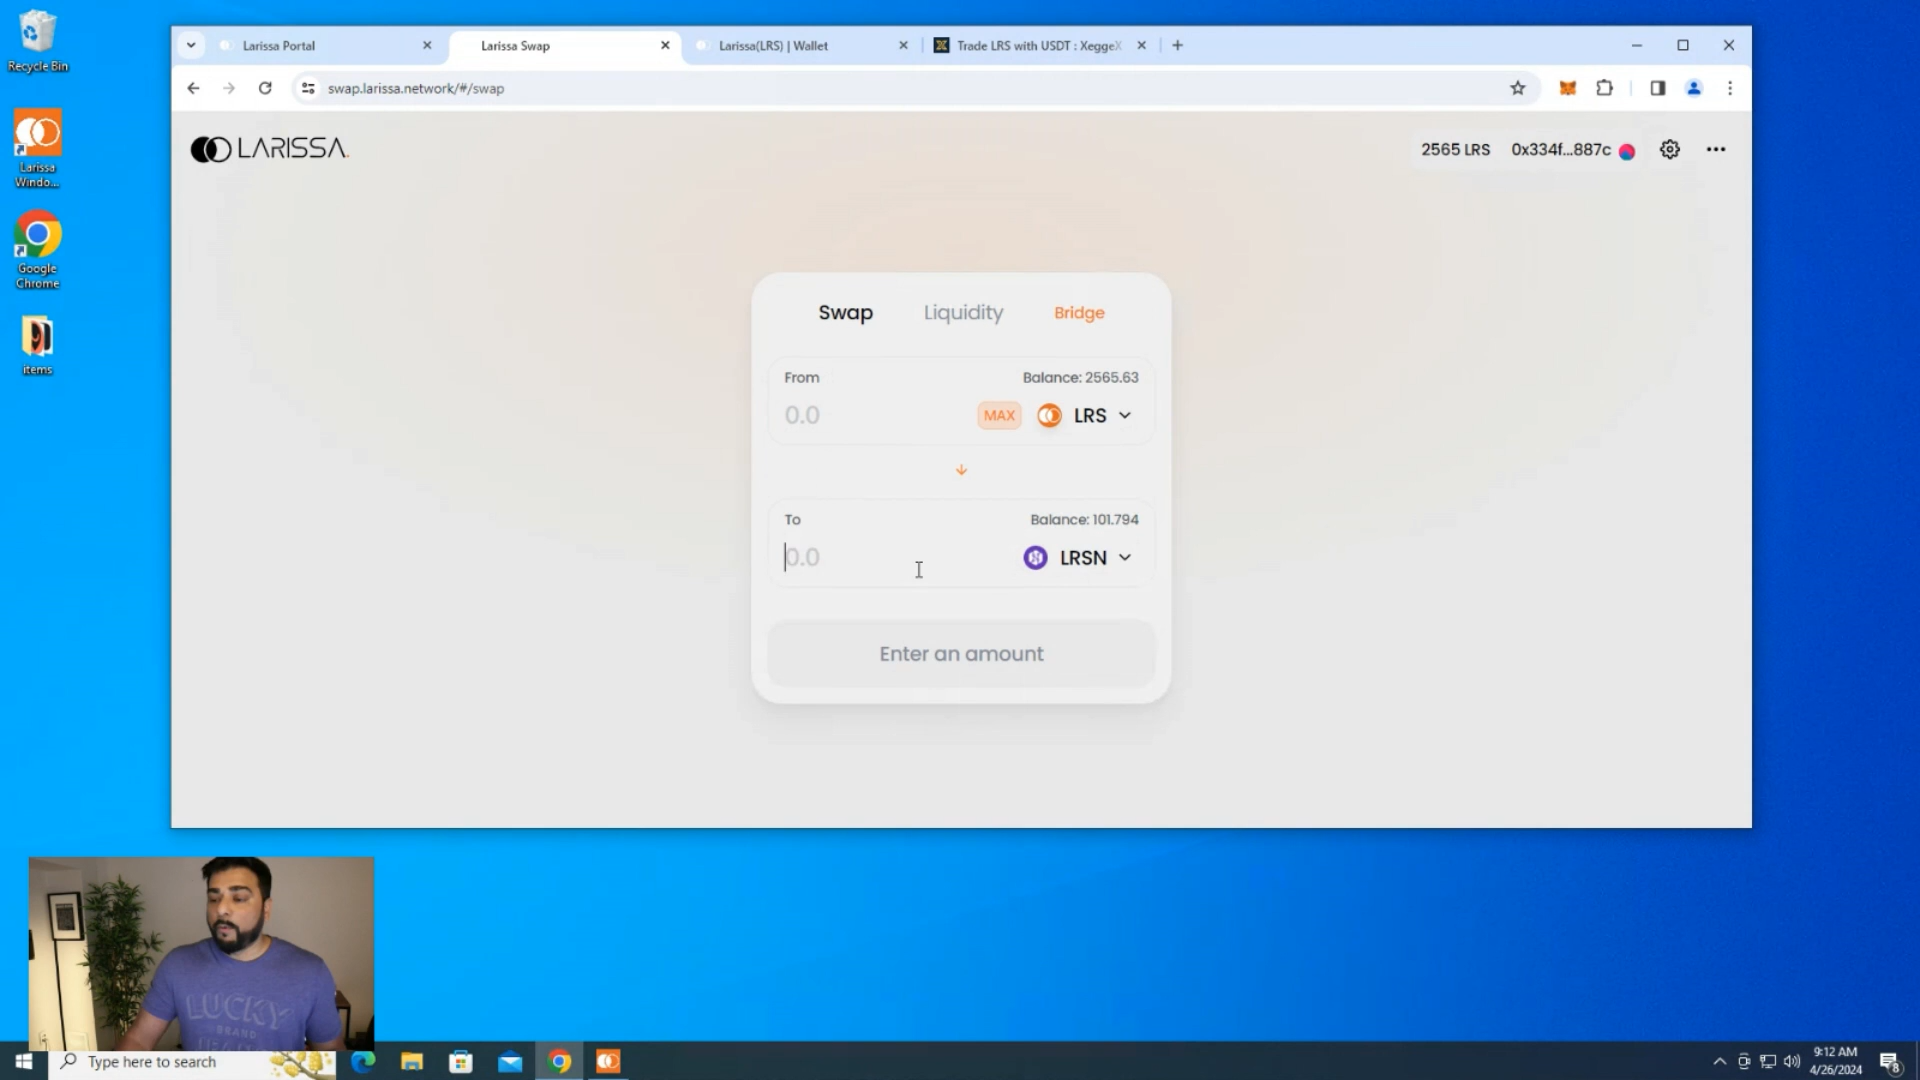 Recycle Bin
Larissa
Windo...
Google
Chrome
items
Larissa Portal
Larissa Swap
Larissa(LRS) | Wallet
Trade LRS with USDT : XeggeX
swap.larissa.network/#/swap
LARISSA.
2565 LRS
0x334f...887c
Swap
Liquidity
Bridge
From
Balance: 2565.63
0.0
MAX
LRS
To
Balance: 101.794
0.0
LRSN
Enter an amount
LUCKY
BRAND
Type here to search
9:12 AM
4/26/2024
8